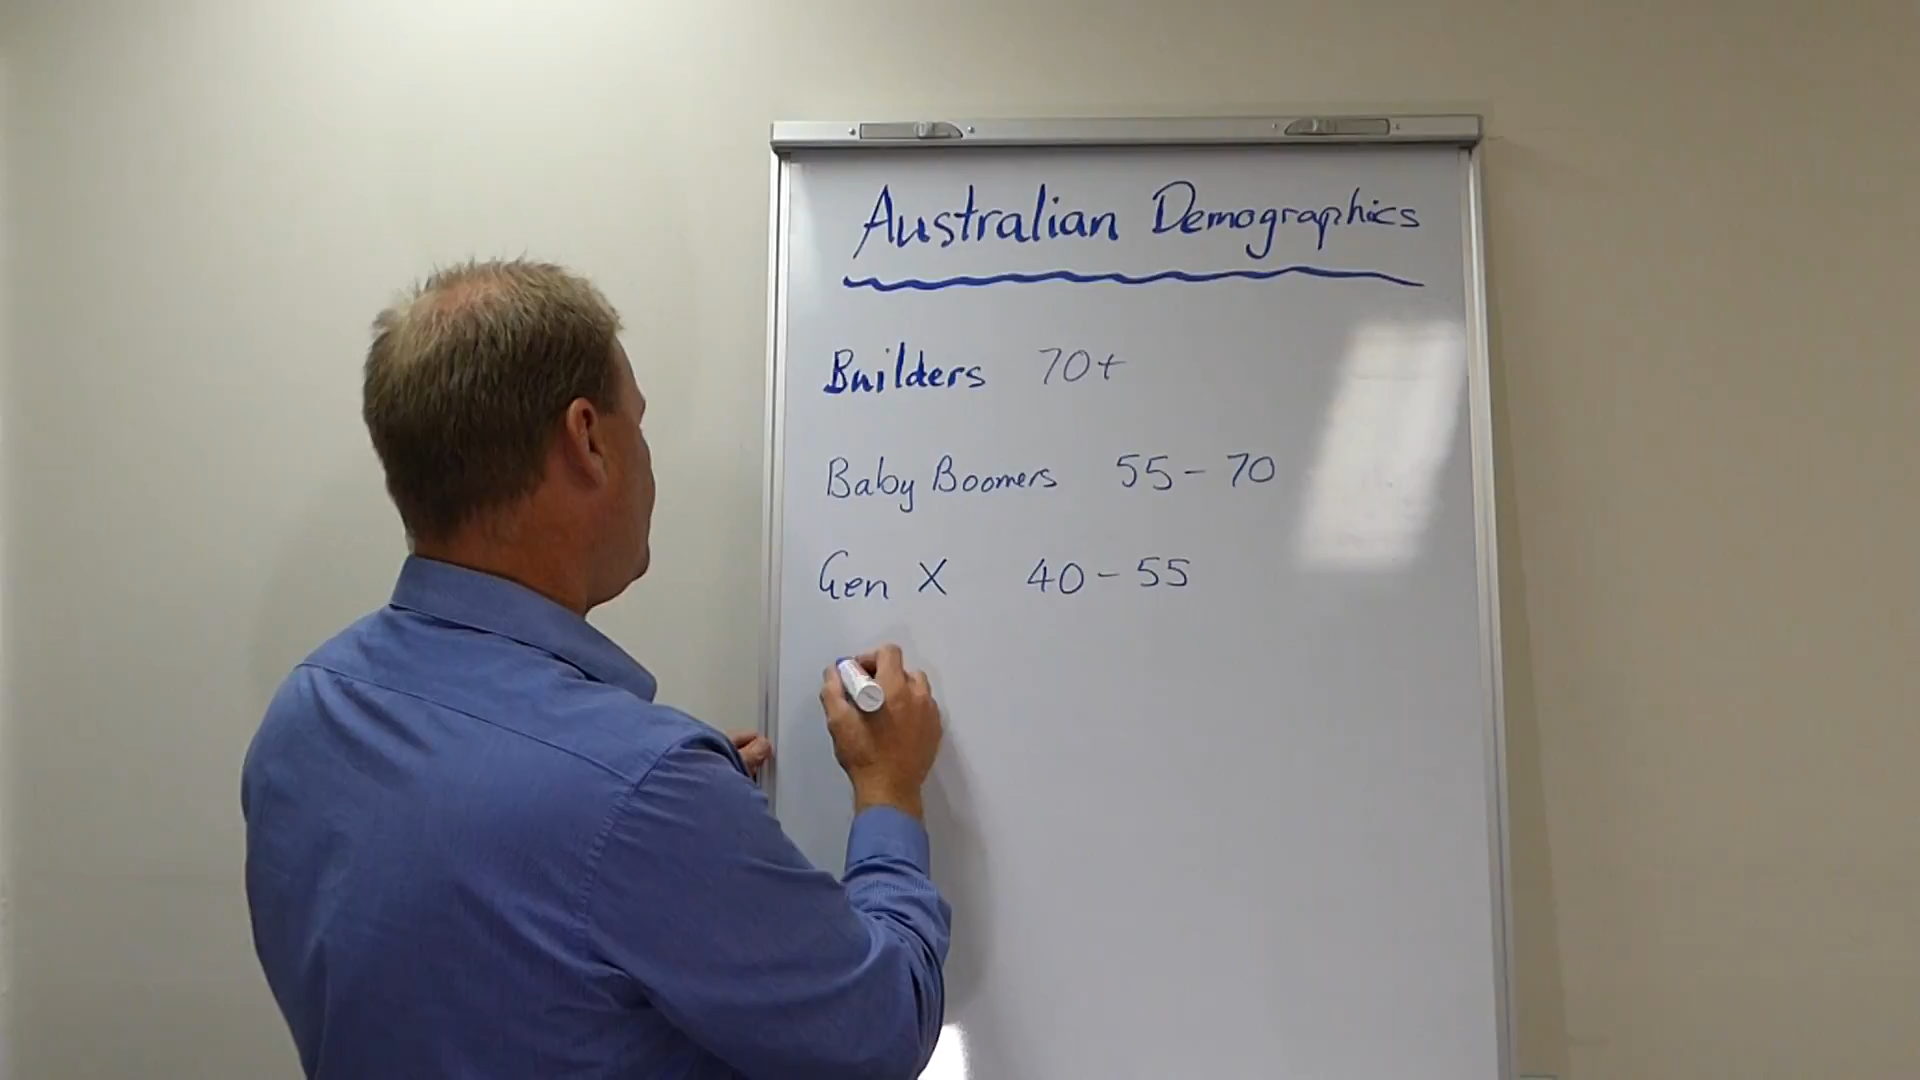 Australian Demographics
Builders 70+
Baby Boomers 55 - 70
Gen X 40 - 55